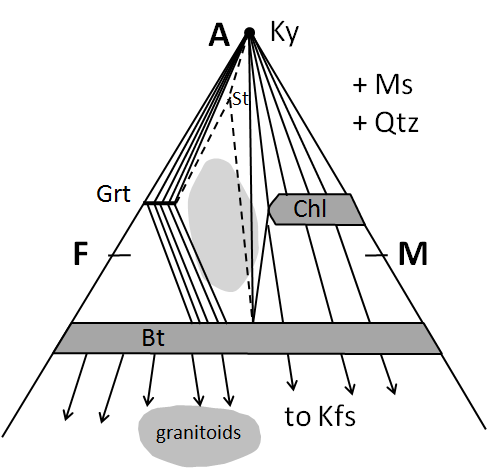 A Ky
St
+ Ms
+ Qtz
Grt
Chl
F
M
Bt
to Kfs
granitoids